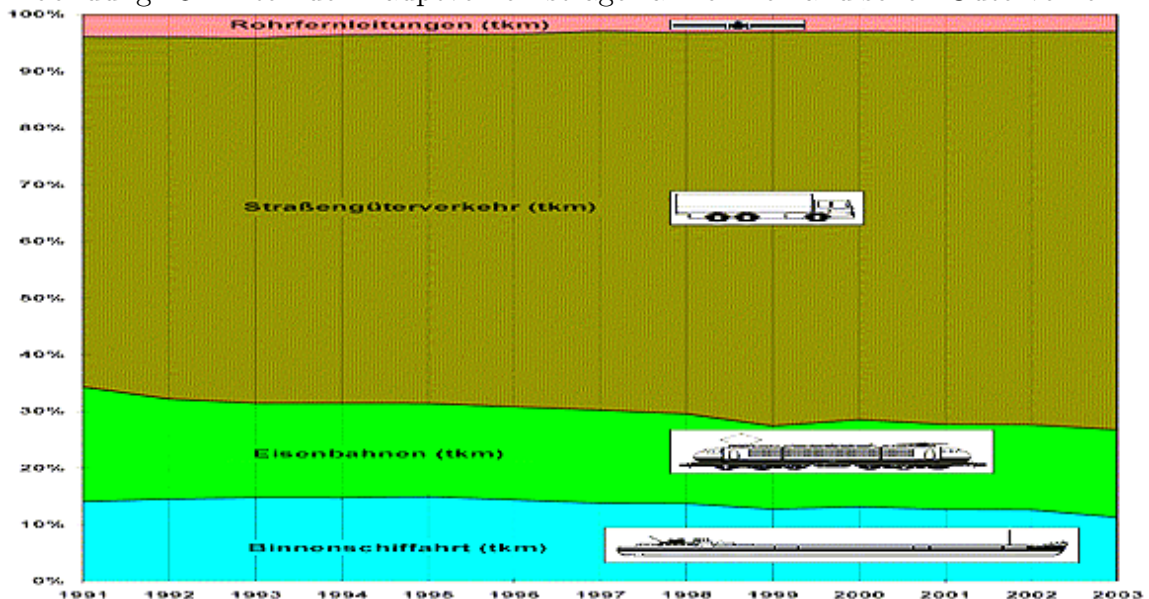 100%
Rohrfernleitungen (tkm)
90%
80%
70%
Straßengüterverkehr (tkm)
60%
50%
40%
30%
Eisenbahnen (tkm)
20%
10%
Binnenschiffahrt (tkm)
0%
1991 1992 1993 1994 1995 1996 1997 1998 1999 2000 2001 2002 2003